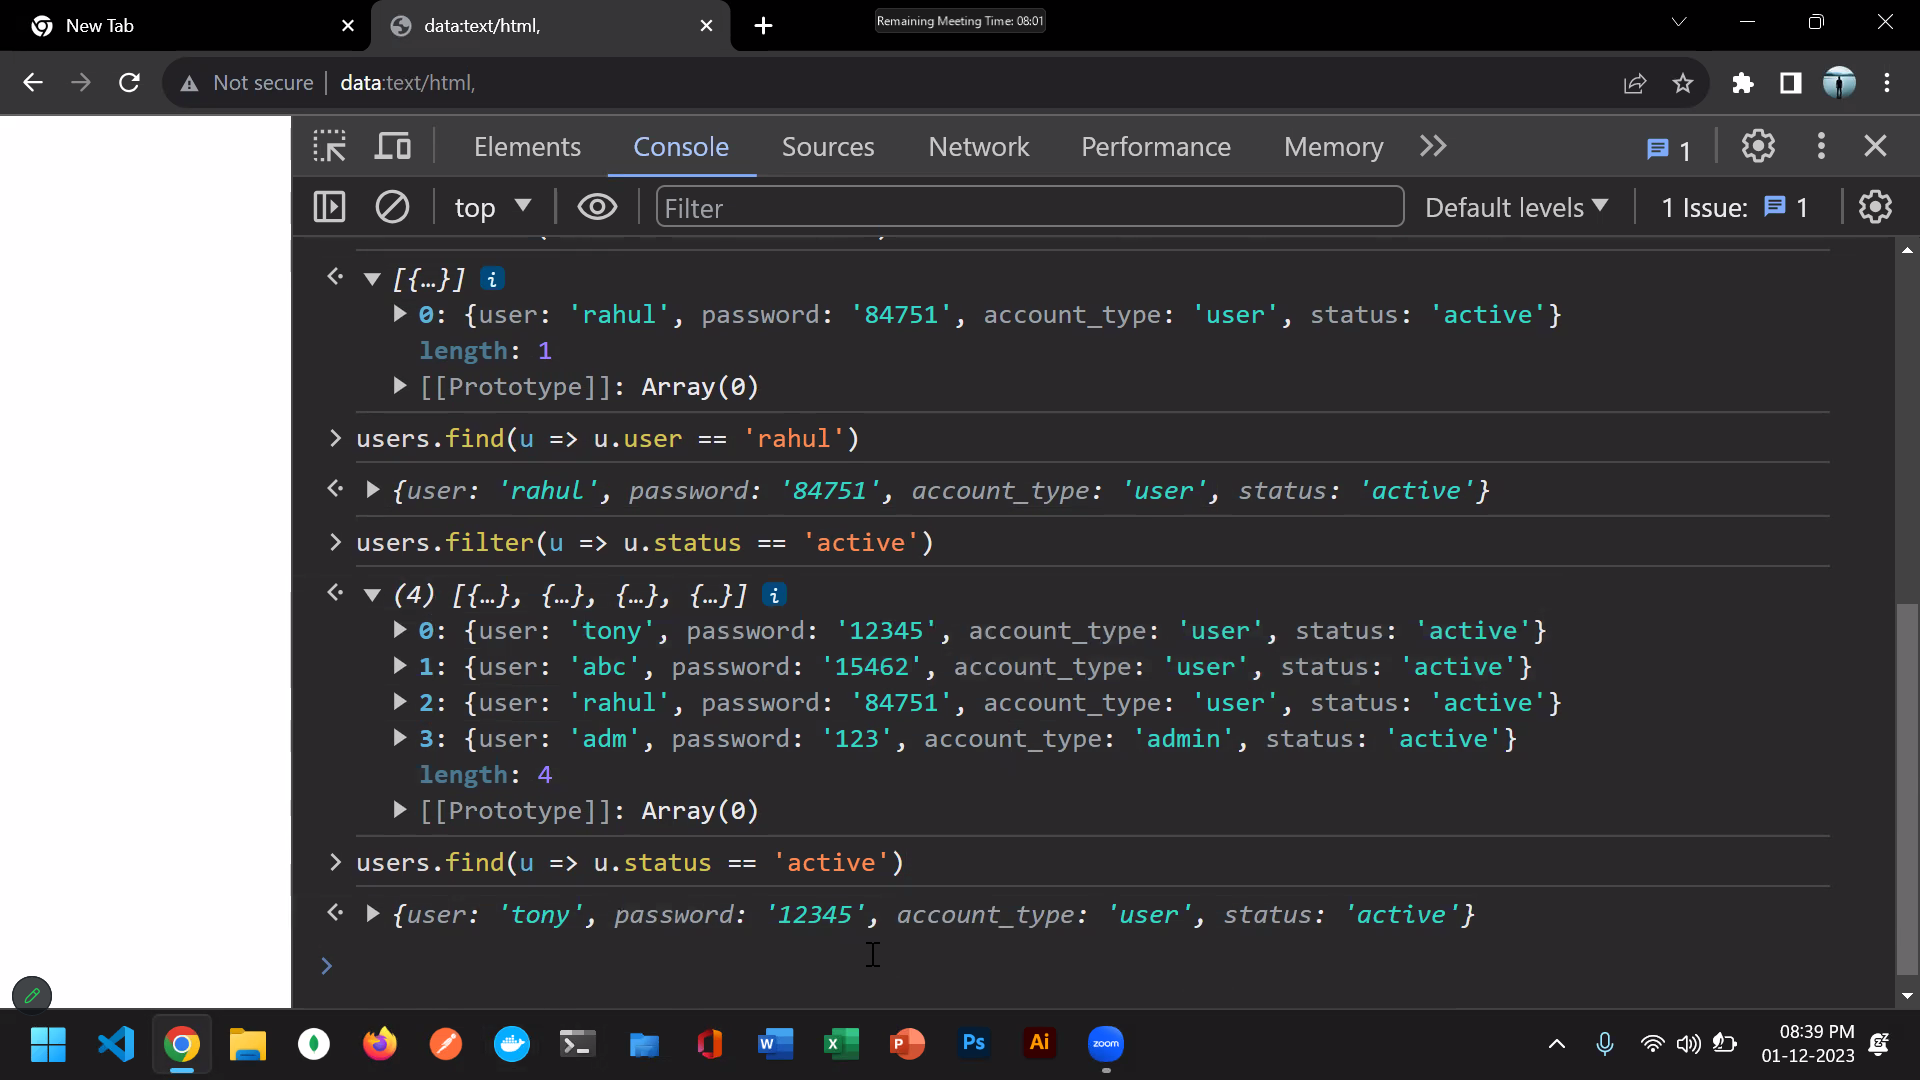 New Tab
data:text/html,
Remaining Meeting Time: 08:01
Not secure
data:text/html,
Elements
Console
Sources
Network
Performance
Memory
1
top
Filter
Default levels
1 Issue: 1
[{…}] i
0: {user: 'rahul', password: '84751', account_type: 'user', status: 'active'}
length: 1
[[Prototype]]: Array(0)
users.find(u => u.user == 'rahul')
{user: 'rahul', password: '84751', account_type: 'user', status: 'active'}
users.filter(u => u.status == 'active')
(4) [{…}, {…}, {…}, {…}] i
0: {user: 'tony', password: '12345', account_type: 'user', status: 'active'}
1: {user: 'abc', password: '15462', account_type: 'user', status: 'active'}
2: {user: 'rahul', password: '84751', account_type: 'user', status: 'active'}
3: {user: 'adm', password: '123', account_type: 'admin', status: 'active'}
length: 4
[[Prototype]]: Array(0)
users.find(u => u.status == 'active')
{user: 'tony', password: '12345', account_type: 'user', status: 'active'}
W
X
P
Ps
Ai
zoom
08:39 PM
01-12-2023